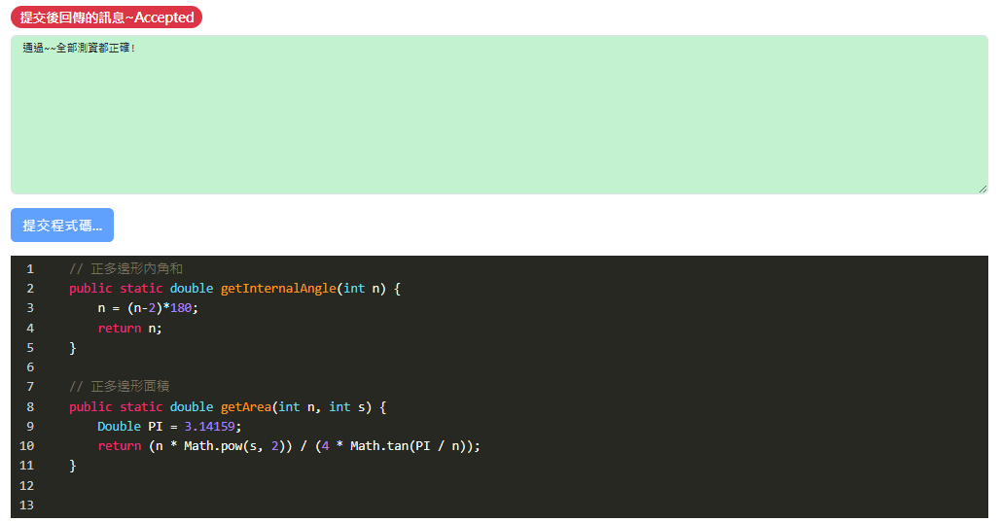 提交後回傳的訊息~Accepted
通過~~全部測資都正確!
提交程式碼...
1 // 正多邊形內角和
2 public static double getInternalAngle(int n) {
3 n = (n-2)*180;
4 return n;
5 }
6
7 // 正多邊形面積
8 public static double getArea(int n, int s) {
9 Double PI = 3.14159;
10 return (n * Math.pow(s, 2)) / (4 * Math.tan(PI / n));
11 }
12
13